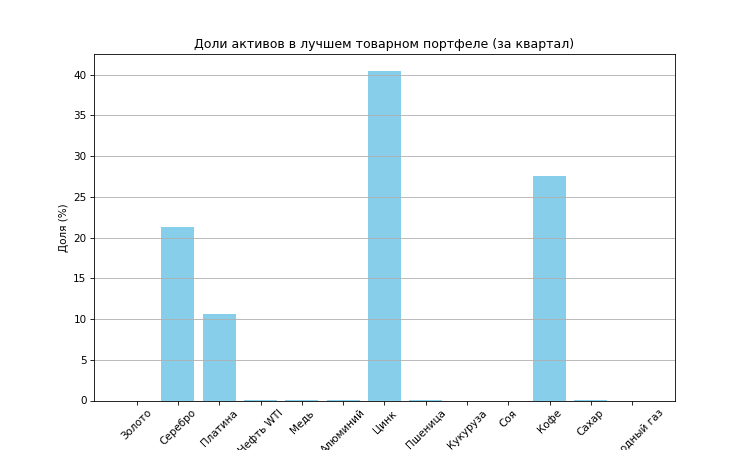 Доли активов в лучшем товарном портфеле (за квартал)
Доля (%)
40
35
30
25
20
15
10
5
0
Золото
Серебро
Платина
Нефть WTI
Медь
Алюминий
Цинк
Пшеница
Кукуруза
Соя
Кофе
Сахар
одный газ